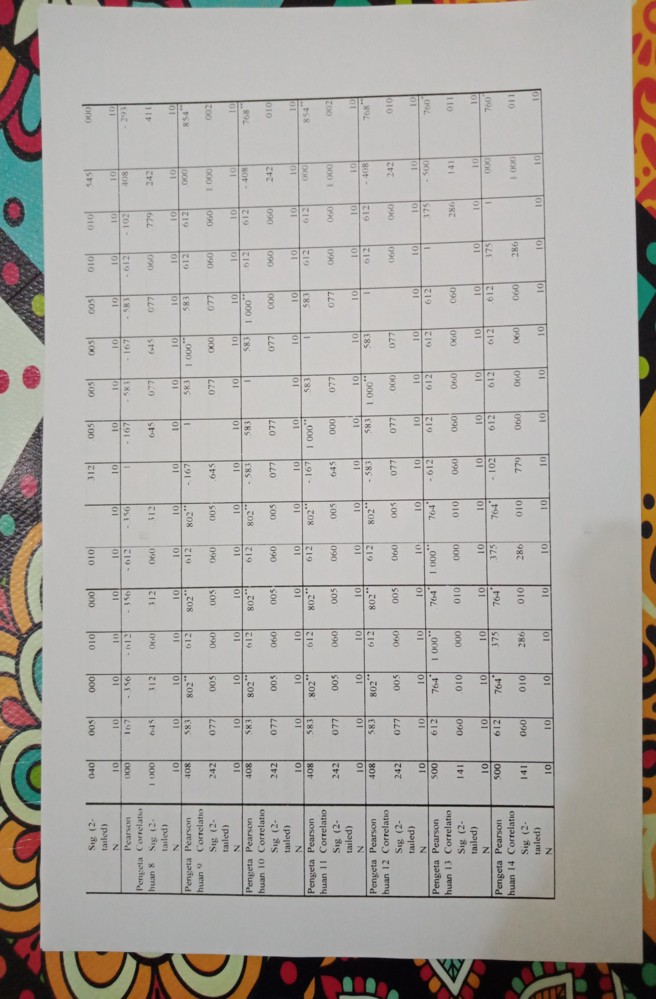 Sig (2- 040 005 .000 010 000 010 .312 .005 .005 005 .005 .010 010 545 000
tailed)
N 10 10 10 10 10 10 10 10 10 10 10 10 10 10 10 10
Pearson 000 -.167 -.356 -.612 -.356 -.612 -.356 1 -.167 -.583 -.167 -.583 -.612 -.102 408 -.293
Pengeta Correlatio
huan 8 Sig (2- 1 000 645 312 060 312 .060 312 645 077 645 077 060 .779 242 .411
tailed)
N 10 10 10 10 10 10 10 10 10 10 10 10 10 10 10 10
Pengeta Pearson 408 583 802** 612 802** 612 802** -.167 1 583 1.000** .583 612 612 .000 854**
huan 9 Correlatio
Sig (2- 242 077 .005 .060 .005 060 .005 .645 .077 .000 .077 060 .060 1.000 002
tailed)
N 10 10 10 10 10 10 10 10 10 10 10 10 10 10 10 10
Pengeta Pearson 408 583 802** 612 802** 612 802** -.583 .583 1 583 1.000** 612 .612 -.408 768**
huan 10 Correlatio
Sig (2- 242 .077 .005 060 005 060 .005 .077 077 077 000 060 .060 .242 010
tailed)
N 10 10 10 10 10 10 10 10 10 10 10 10 10 10 10 10
Pengeta Pearson 408 583 .802** .612 802** .612 802** -.167 1.000** .583 1 .583 .612 612 000 854**
huan 11 Correlatio
Sig (2- 242 077 .005 060 .005 .060 .005 .645 000 077 077 060 060 1.000 .002
tailed)
N 10 10 10 10 10 10 10 10 10 10 10 10 10 10 10 10
Pengeta Pearson 408 583 802** 612 802** 612 802** -.583 583 1.000** 583 1 .612 .612 -.408 768**
huan 12 Correlatio
Sig. (2- 242 077 .005 060 .005 .060 .005 .077 077 .000 .077 060 .060 242 .010
tailed)
N 10 10 10 10 10 10 10 10 10 10 10 10 10 10 10 10
Pengeta Pearson 500 612 764* 1.000** .764* 1.000** 764* -.612 612 612 612 612 1 .375 -.500 760*
huan 13 Correlatio
Sig. (2- 141 060 .010 .000 .010 .000 .010 .060 060 .060 .060 .060 286 141 011
tailed)
N 10 10 10 10 10 10 10 10 10 10 10 10 10 10 10 10
Pengeta Pearson 500 612 .764* .375 .764* .375 .764* -.102 612 .612 612 .612 .375 1 000 760*
huan 14 Correlatio
Sig. (2- 141 .060 .010 286 .010 286 010 779 060 060 .060 060 286 1.000 011
tailed)
N 10 10 10 10 10 10 10 10 10 10 10 10 10 10 10 10